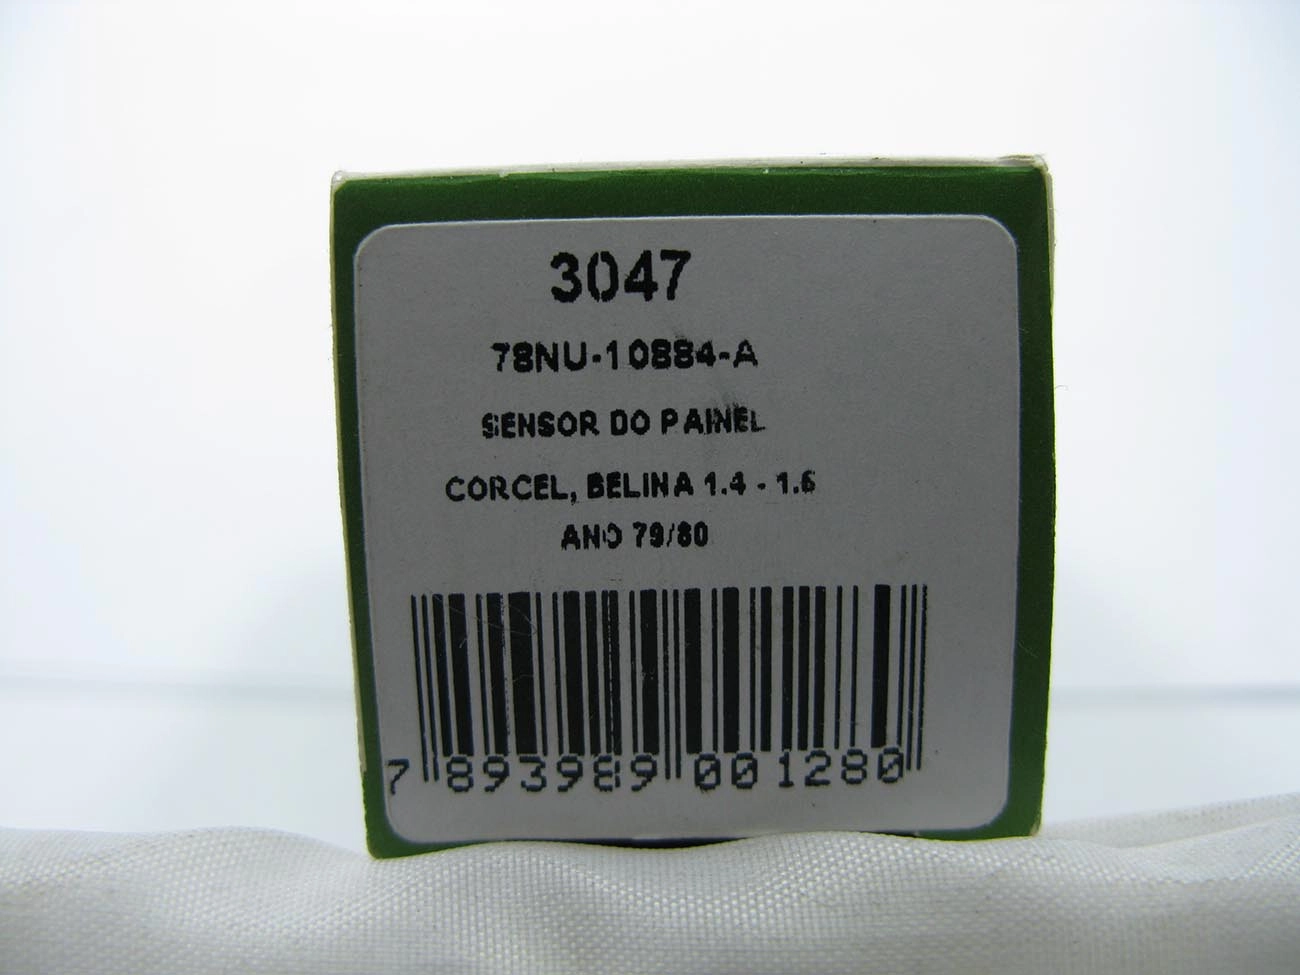 3047
78NU-10884-A
SENSOR DO PAINEL
CORCEL, BELINA 1.4 - 1.6
ANO 79/80
7 893989 001280